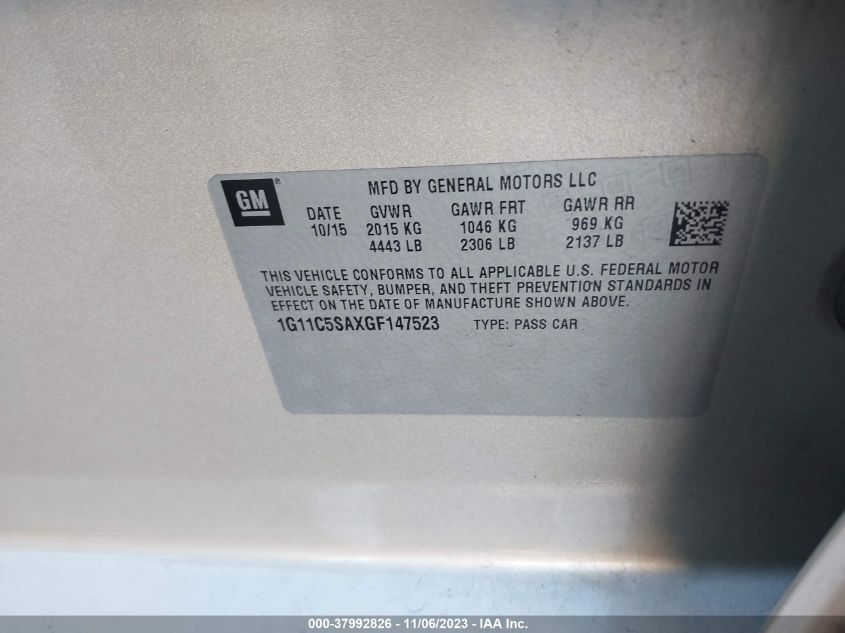 GM®
MFD BY GENERAL MOTORS LLC
DATE GVWR GAWR FRT GAWR RR
10/15 2015 KG 1046 KG 969 KG
4443 LB 2306 LB 2137 LB
THIS VEHICLE CONFORMS TO ALL APPLICABLE U.S. FEDERAL MOTOR
VEHICLE SAFETY, BUMPER, AND THEFT PREVENTION STANDARDS IN
EFFECT ON THE DATE OF MANUFACTURE SHOWN ABOVE.
1G11C5SAXGF147523 TYPE: PASS CAR
000-37992826 - 11/06/2023 - IAA Inc.